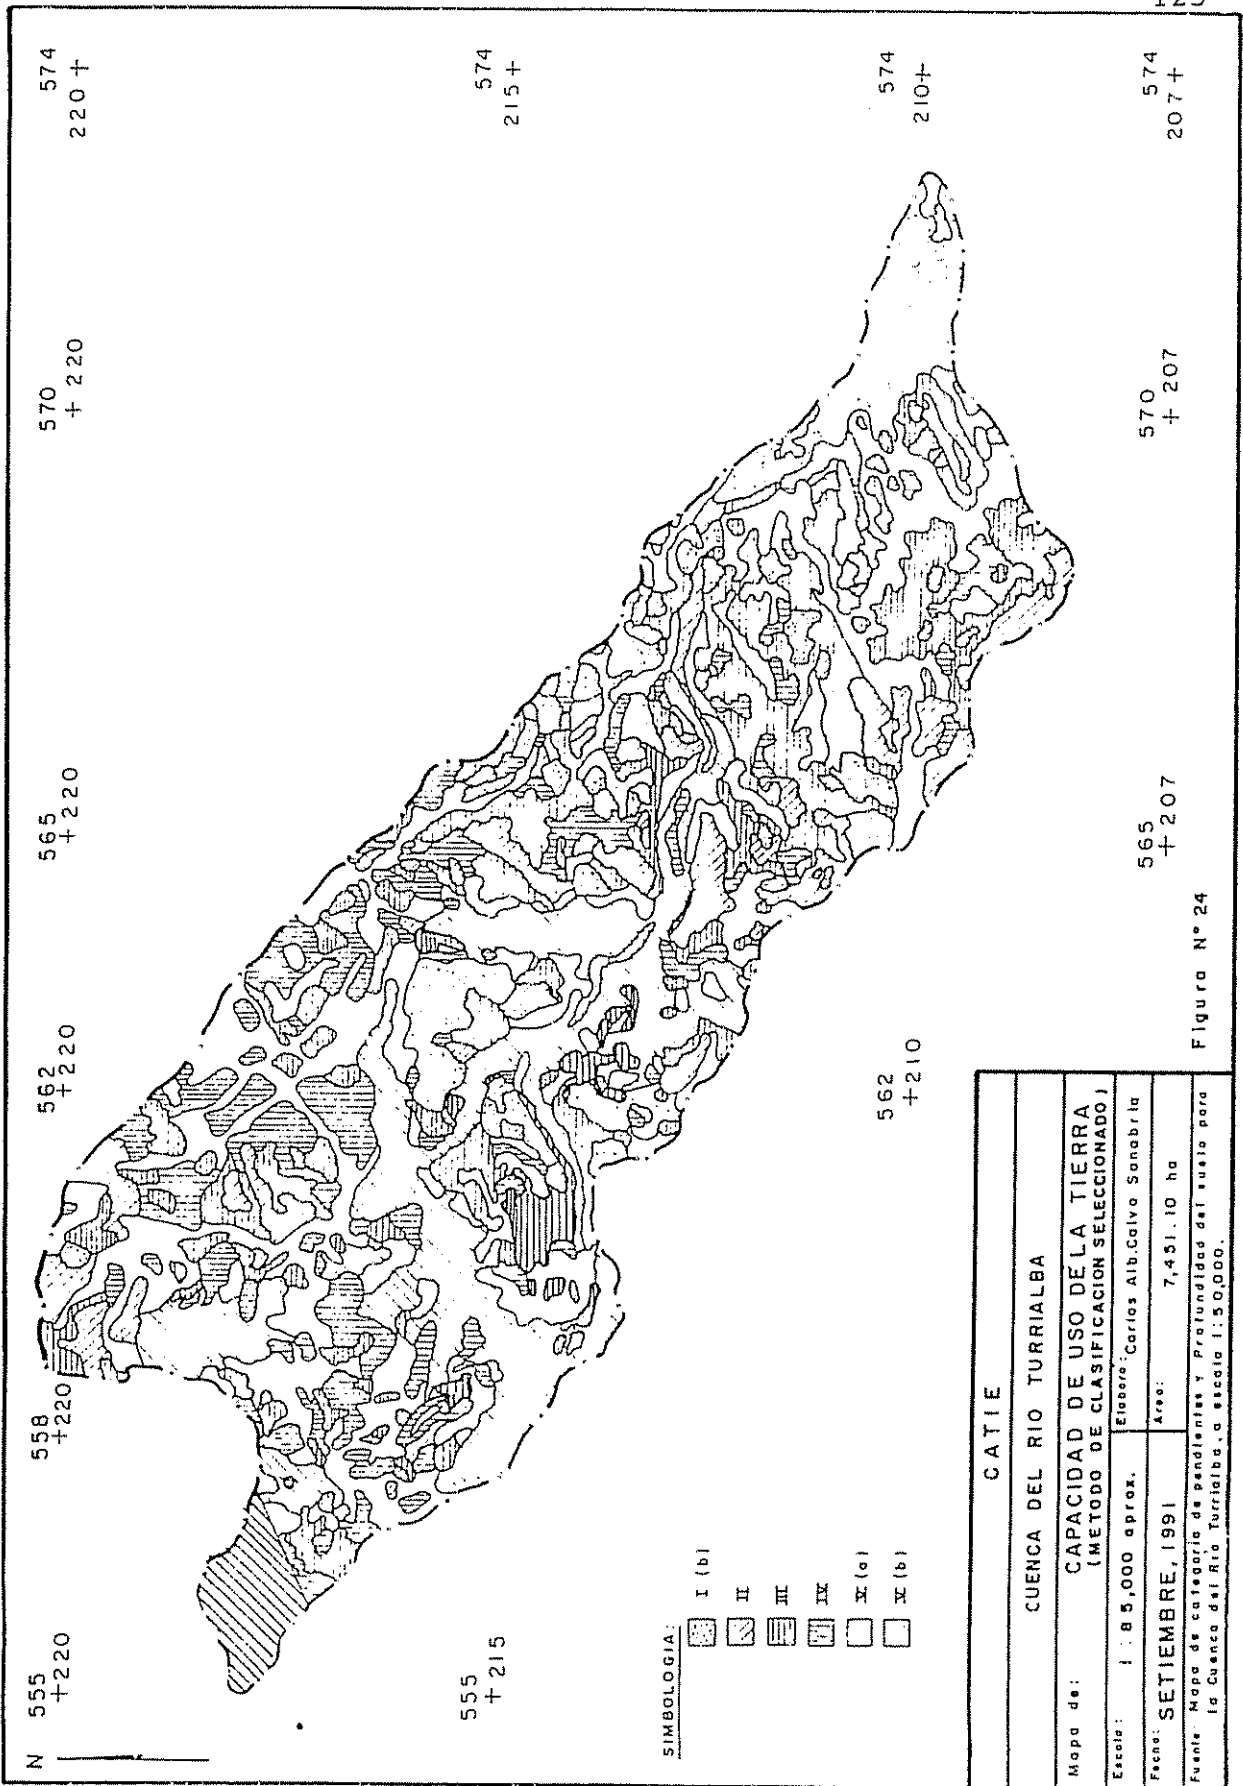 N
555
+220
558
+220
562
+220
565
+220
570
+220
574
220 +
555
+ 215
574
215 +
562
+210
574
210+
565
+ 207
570
+ 207
574
207 +
SIMBOLOGIA:
I (b)
II
III
IV
V (a)
V (b)
CATIE
CUENCA DEL RIO TURRIALBA
Mapa de: CAPACIDAD DE USO DE LA TIERRA
(METODO DE CLASIFICACION SELECCIONADO)
Escala: 1 : 85,000 aprox.
Elaboró: Carlos Alb. Calvo Sanabria
Fecha: SETIEMBRE, 1991
Area: 7,451.10 ha
Fuente: Mapa de categoría de pendientes y Profundidad del suelo para
la Cuenca del Río Turrialba, a escala 1:50,000.
Figura N° 24